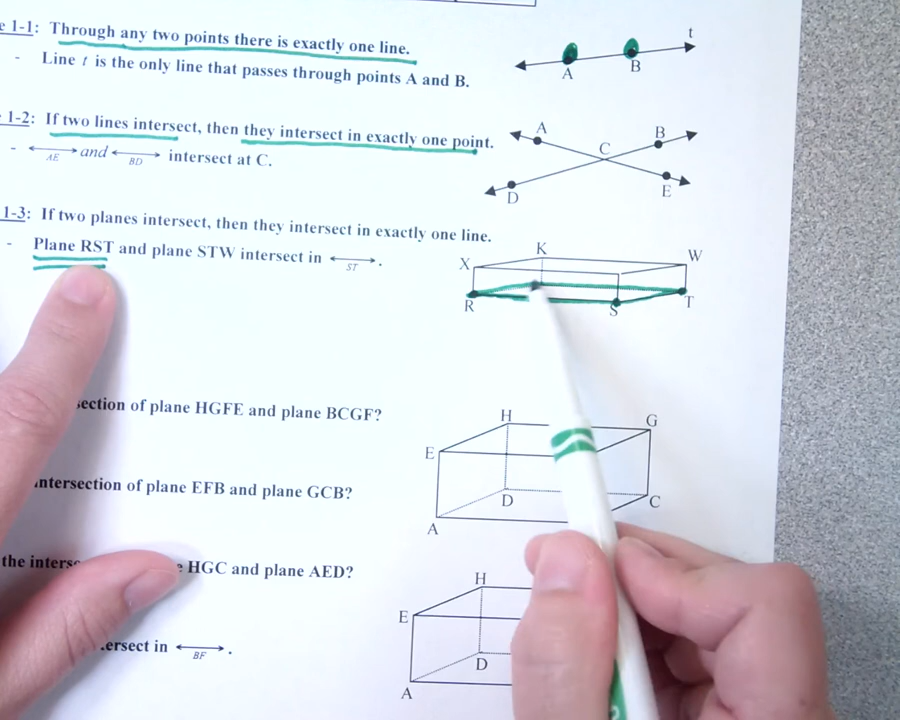 1-1: Through any two points there is exactly one line.
- Line t is the only line that passes through points A and B.
t
A
B
1-2: If two lines intersect, then they intersect in exactly one point.
- AE and BD intersect at C.
A
B
C
D
E
1-3: If two planes intersect, then they intersect in exactly one line.
- Plane RST and plane STW intersect in ST.
K
W
X
R
S
T
of plane HGFE and plane BCGF?
H
G
E
D
C
A
of plane EFB and plane GCB?
the HGC and plane AED?
H
E
D
A
in BF.